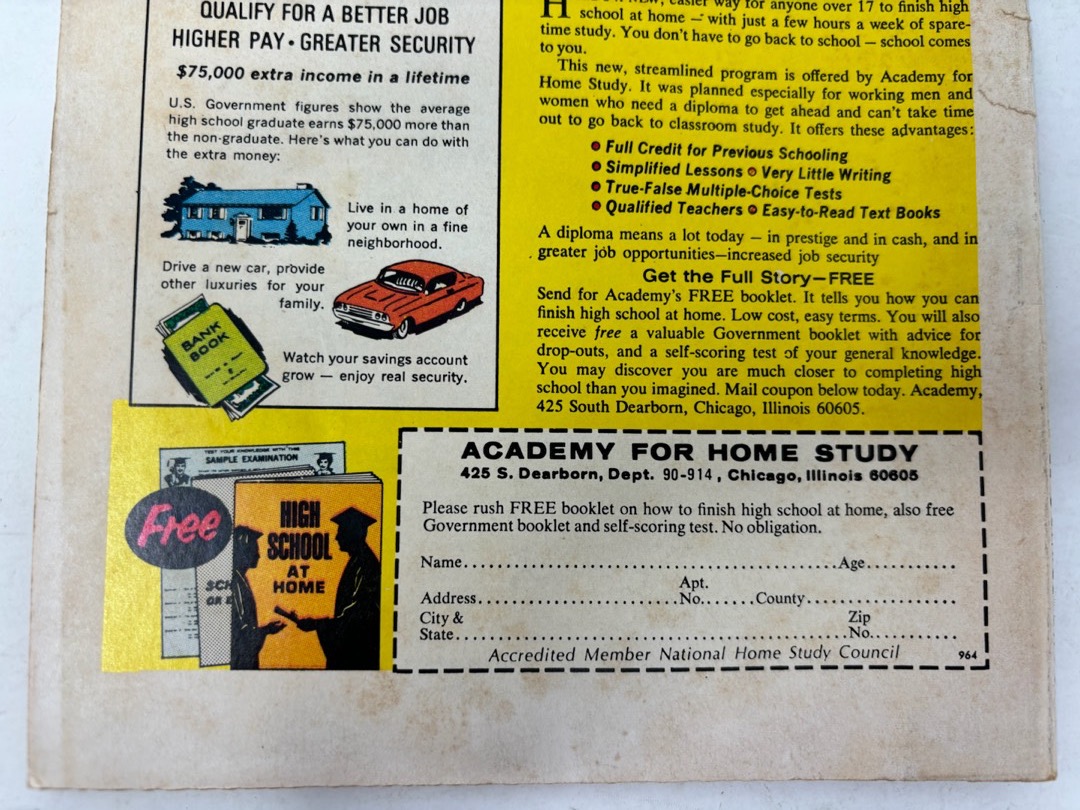 QUALIFY FOR A BETTER JOB
HIGHER PAY • GREATER SECURITY
$75,000 extra income in a lifetime
U.S. Government figures show the average
high school graduate earns $75,000 more than
the non-graduate. Here's what you can do with
the extra money:
Live in a home of
your own in a fine
neighborhood.
Drive a new car, provide
other luxuries for your
family.
BANK
BOOK
Watch your savings account
grow — enjoy real security.
NEW, easier way for anyone over 17 to finish high
school at home — with just a few hours a week of spare-
time study. You don't have to go back to school — school comes
to you.
This new, streamlined program is offered by Academy for
Home Study. It was planned especially for working men and
women who need a diploma to get ahead and can't take time
out to go back to classroom study. It offers these advantages:
• Full Credit for Previous Schooling
• Simplified Lessons • Very Little Writing
• True-False Multiple-Choice Tests
• Qualified Teachers • Easy-to-Read Text Books
A diploma means a lot today — in prestige and in cash, and in
greater job opportunities—increased job security
Get the Full Story—FREE
Send for Academy's FREE booklet. It tells you how you can
finish high school at home. Low cost, easy terms. You will also
receive free a valuable Government booklet with advice for
drop-outs, and a self-scoring test of your general knowledge.
You may discover you are much closer to completing high
school than you imagined. Mail coupon below today. Academy,
425 South Dearborn, Chicago, Illinois 60605.
TEST YOUR KNOWLEDGE WITH THIS
SAMPLE EXAMINATION
Free
SCH
OR
HIGH
SCHOOL
AT
HOME
ACADEMY FOR HOME STUDY
425 S. Dearborn, Dept. 90-914, Chicago, Illinois 60605
Please rush FREE booklet on how to finish high school at home, also free
Government booklet and self-scoring test. No obligation.
Name Age
Apt.
Address No. County
City & Zip
State No.
Accredited Member National Home Study Council 964